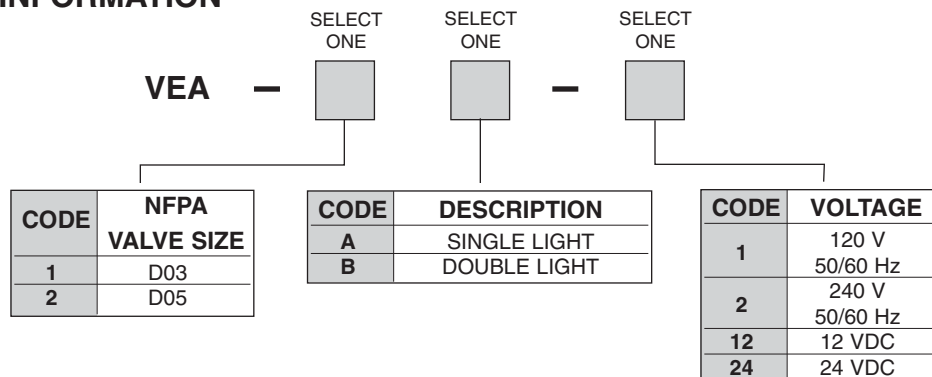 INFORMATION
SELECT ONE
SELECT ONE
SELECT ONE
VEA – –
CODE NFPA VALVE SIZE
1 D03
2 D05
CODE DESCRIPTION
A SINGLE LIGHT
B DOUBLE LIGHT
CODE VOLTAGE
1 120 V 50/60 Hz
2 240 V 50/60 Hz
12 12 VDC
24 24 VDC